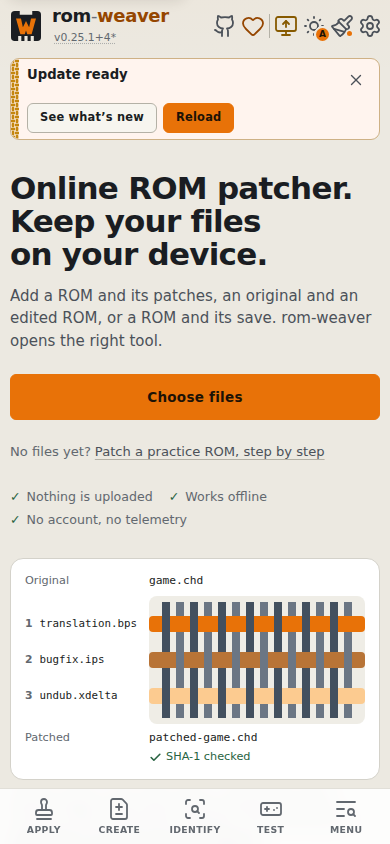 rom-weaver
v0.25.1+4*
A
Update ready
See what's new
Reload
Online ROM patcher.
Keep your files
on your device.
Add a ROM and its patches, an original and an
edited ROM, or a ROM and its save. rom-weaver
opens the right tool.
Choose files
No files yet? Patch a practice ROM, step by step
✓ Nothing is uploaded ✓ Works offline
✓ No account, no telemetry
Original game.chd
1 translation.bps
2 bugfix.ips
3 undub.xdelta
Patched patched-game.chd
✓ SHA-1 checked
APPLY CREATE IDENTIFY TEST MENU